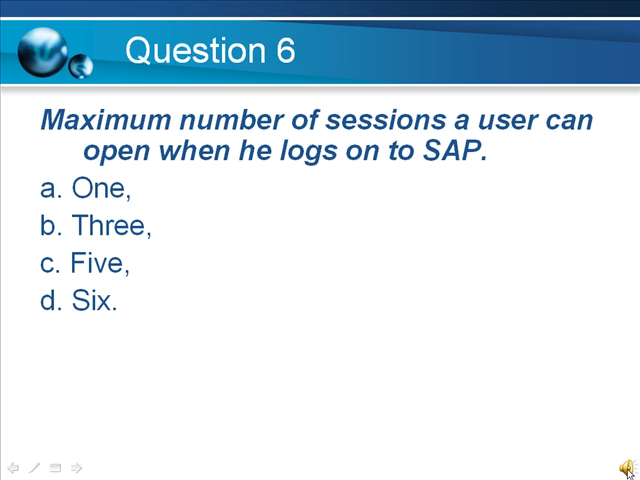 Question 6
Maximum number of sessions a user can
open when he logs on to SAP.
a. One,
b. Three,
c. Five,
d. Six.